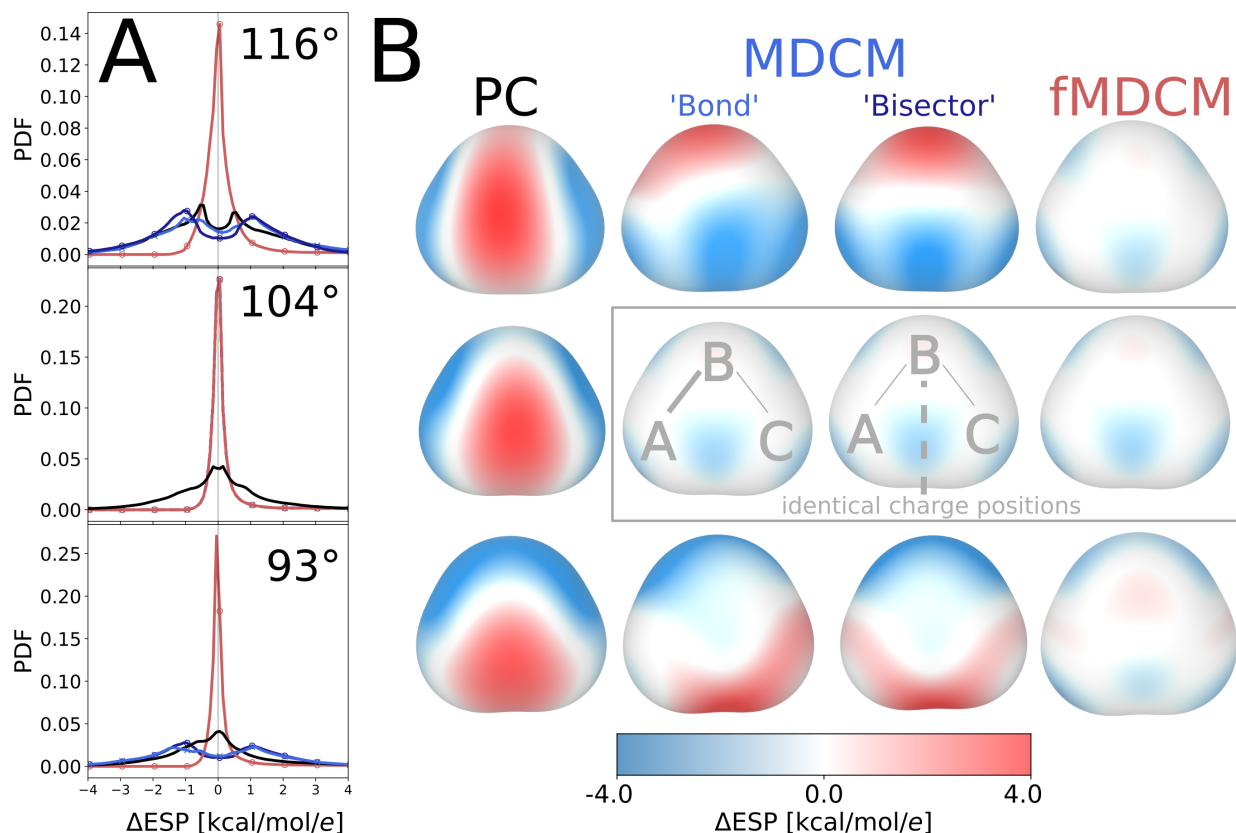 A
116°
PDF
0.14
0.12
0.10
0.08
0.06
0.04
0.02
0.00
104°
PDF
0.20
0.15
0.10
0.05
0.00
93°
PDF
0.25
0.20
0.15
0.10
0.05
0.00
−4 −3 −2 −1 0 1 2 3 4
ΔESP [kcal/mol/e]
B
MDCM
PC 'Bond' 'Bisector' fMDCM
B B
A C A C
identical charge positions
-4.0 0.0 4.0
ΔESP [kcal/mol/e]